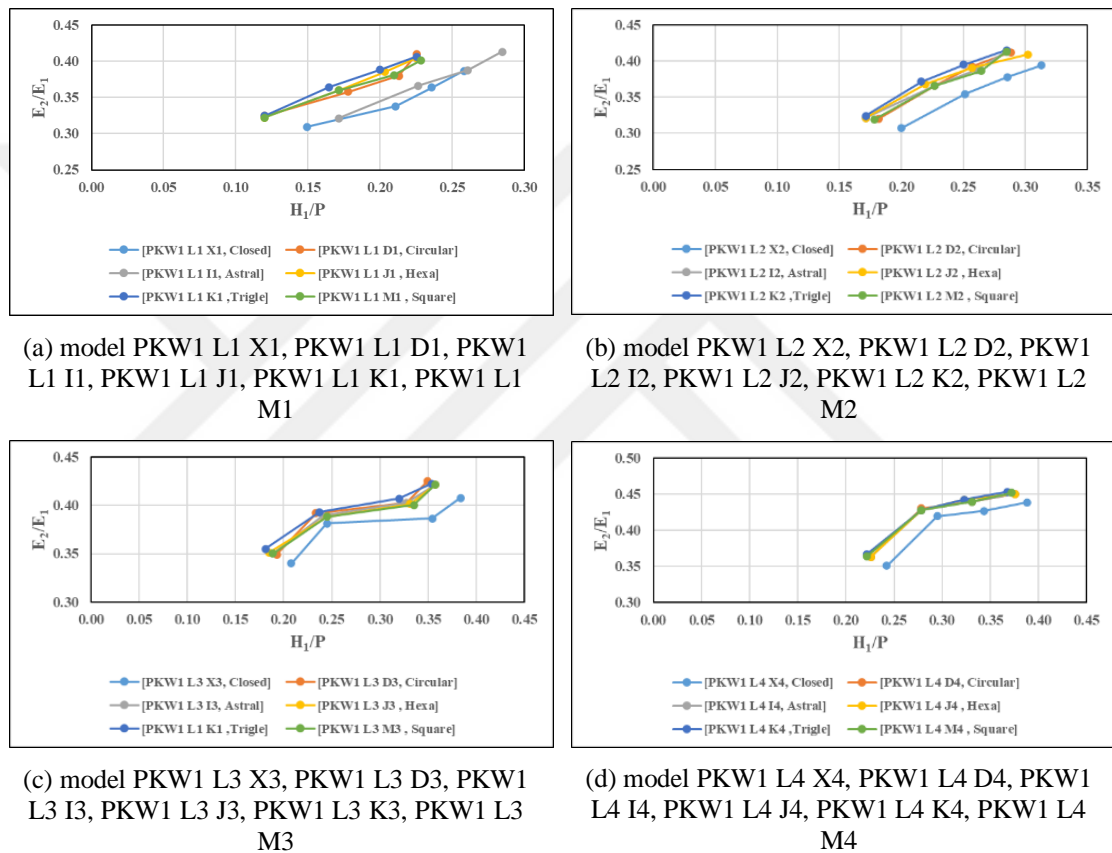 0.45
0.40
0.35
0.30
0.25
E₂/E₁
0.00 0.05 0.10 0.15 0.20 0.25 0.30
H₁/P
[PKW1 L1 X1, Closed] [PKW1 L1 D1, Circular]
[PKW1 L1 I1, Astral] [PKW1 L1 J1 , Hexa]
[PKW1 L1 K1 ,Trigle] [PKW1 L1 M1 , Square]
(a) model PKW1 L1 X1, PKW1 L1 D1, PKW1
L1 I1, PKW1 L1 J1, PKW1 L1 K1, PKW1 L1
M1
0.45
0.40
0.35
0.30
0.25
E₂/E₁
0.00 0.05 0.10 0.15 0.20 0.25 0.30 0.35
H₁/P
[PKW1 L2 X2, Closed] [PKW1 L2 D2, Circular]
[PKW1 L2 I2, Astral] [PKW1 L2 J2 , Hexa]
[PKW1 L2 K2 ,Trigle] [PKW1 L2 M2 , Square]
(b) model PKW1 L2 X2, PKW1 L2 D2, PKW1
L2 I2, PKW1 L2 J2, PKW1 L2 K2, PKW1 L2
M2
0.45
0.40
0.35
0.30
E₂/E₁
0.00 0.05 0.10 0.15 0.20 0.25 0.30 0.35 0.40 0.45
H₁/P
[PKW1 L3 X3, Closed] [PKW1 L3 D3, Circular]
[PKW1 L3 I3, Astral] [PKW1 L3 J3 , Hexa]
[PKW1 L1 K1 ,Trigle] [PKW1 L3 M3 , Square]
(c) model PKW1 L3 X3, PKW1 L3 D3, PKW1
L3 I3, PKW1 L3 J3, PKW1 L3 K3, PKW1 L3
M3
0.50
0.45
0.40
0.35
0.30
E₂/E₁
0.00 0.05 0.10 0.15 0.20 0.25 0.30 0.35 0.40 0.45
H₁/P
[PKW1 L4 X4, Closed] [PKW1 L4 D4, Circular]
[PKW1 L4 I4, Astral] [PKW1 L4 J4 , Hexa]
[PKW1 L4 K4 ,Trigle] [PKW1 L4 M4 , Square]
(d) model PKW1 L4 X4, PKW1 L4 D4, PKW1
L4 I4, PKW1 L4 J4, PKW1 L4 K4, PKW1 L4
M4